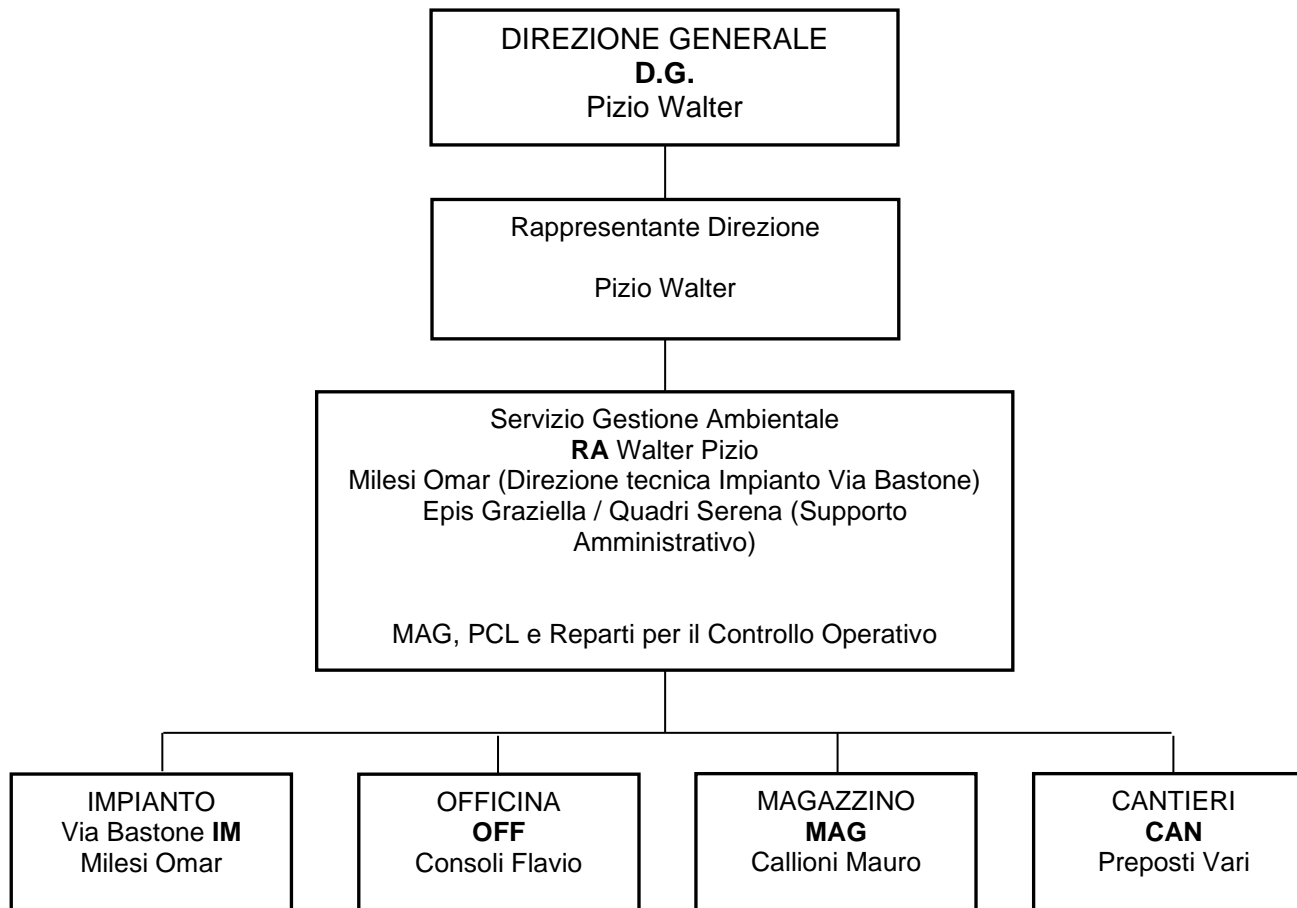 DIREZIONE GENERALE
D.G.
Pizio Walter
Rappresentante Direzione
Pizio Walter
Servizio Gestione Ambientale
RA Walter Pizio
Milesi Omar (Direzione tecnica Impianto Via Bastone)
Epis Graziella / Quadri Serena (Supporto
Amministrativo)
MAG, PCL e Reparti per il Controllo Operativo
IMPIANTO
Via Bastone IM
Milesi Omar
OFFICINA
OFF
Consoli Flavio
MAGAZZINO
MAG
Callioni Mauro
CANTIERI
CAN
Preposti Vari